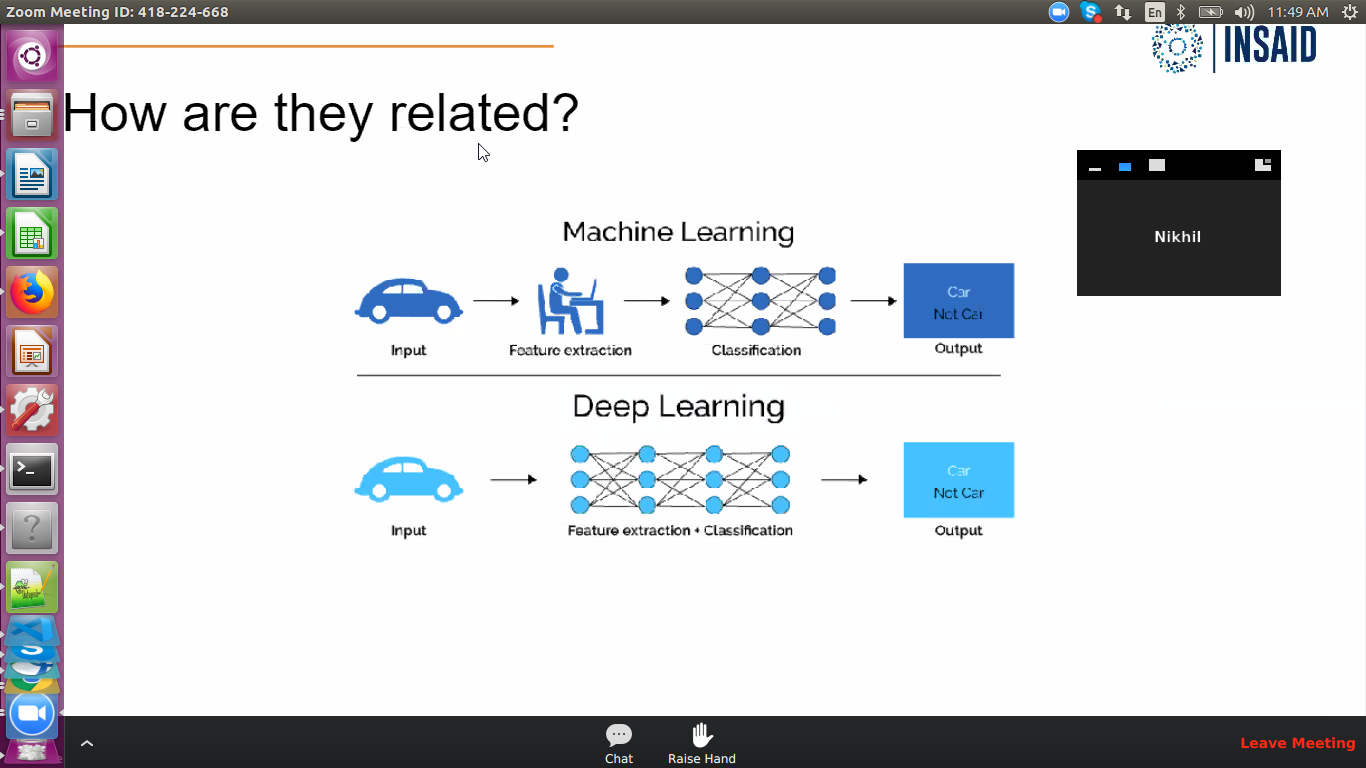 Zoom Meeting ID: 418-224-668
En
11:49 AM
INSAID
How are they related?
Nikhil
Machine Learning
Car
Not Car
Input
Feature extraction
Classification
Output
Deep Learning
Car
Not Car
Input
Feature extraction + Classification
Output
Chat
Raise Hand
Leave Meeting